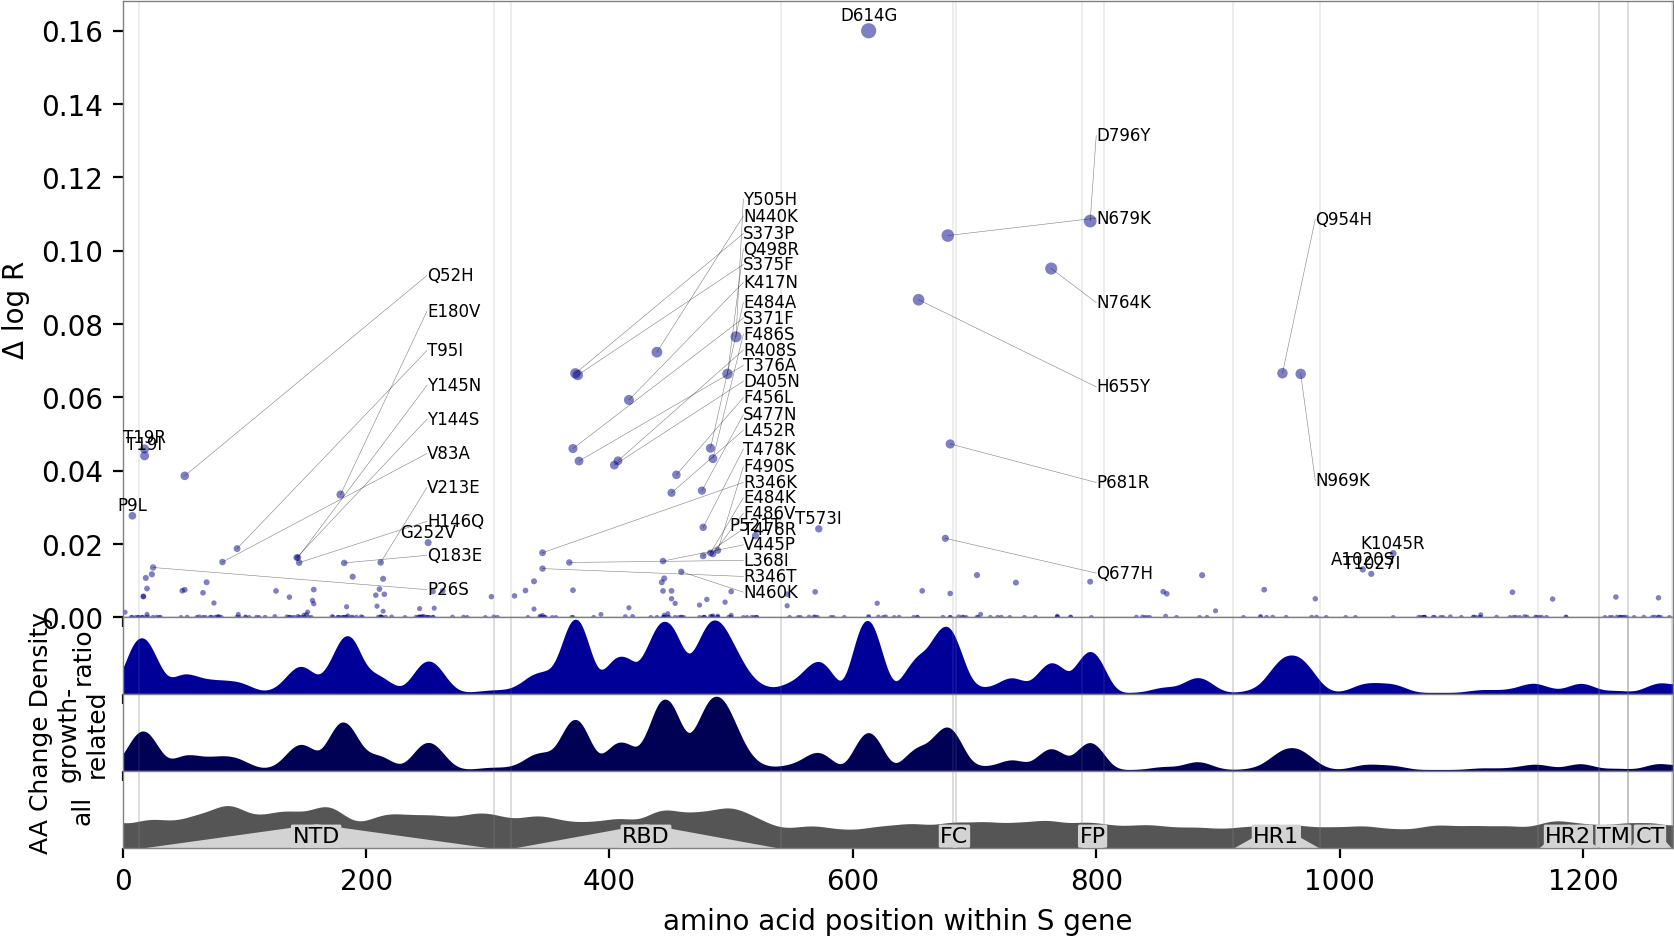 D614G
0.16
0.14
D796Y
0.12
Y505H
N440K
N679K
Q954H
S373P
Q498R
0.10
S375F
Q52H
K417N
E484A
N764K
E180V
S371F
0.08
F486S
T95I
R408S
T376A
D405N
Y145N
H655Y
0.06
F456L
S477N
Y144S
L452R
T19R
T19I
T478K
V83A
F490S
0.04
R346K
P681R
N969K
V213E
E484K
P9L
F486V
T573I
H146Q
P521T
T478R
G252V
0.02
V445P
K1045R
Q183E
L368I
A1020S
T1027I
R346T
Q677H
P26S
N460K
0.00
Δ log R
AA Change Density
ratio
growth-
related
all
NTD
RBD
FC
FP
HR1
HR2
TM
CT
0
200
400
600
800
1000
1200
amino acid position within S gene